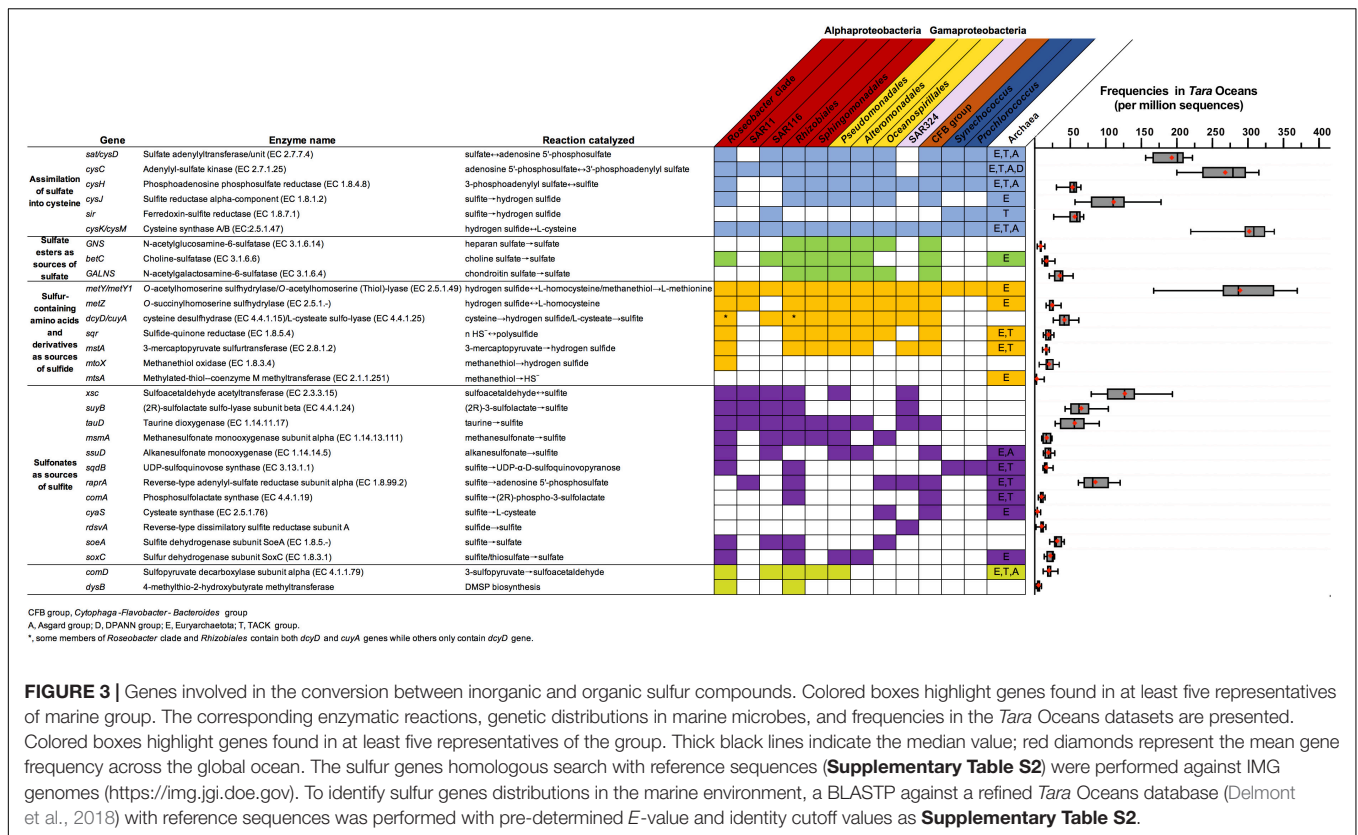 Alphaproteobacteria Gamaproteobacteria
Roseobacter clade
SAR11
SAR116
Rhizobiales
Sphingomonadales
Pseudomonadales
Alteromonadales
Oceanospirillales
SAR324
CFB group
Synechococcus
Prochlorococcus
Archaea
Frequencies in Tara Oceans
(per million sequences)
50 100 150 200 250 300 350 400
Gene Enzyme name Reaction catalyzed
Assimilation of sulfate into cysteine
sat/cysD Sulfate adenylyltransferase/unit (EC 2.7.7.4) sulfate↔adenosine 5'-phosphosulfate E,T,A
cysC Adenylyl-sulfate kinase (EC 2.7.1.25) adenosine 5'-phosphosulfate↔3'-phosphoadenylyl sulfate E,T,A,D
cysH Phosphoadenosine phosphosulfate reductase (EC 1.8.4.8) 3-phosphoadenylyl sulfate↔sulfite E,T,A
cysJ Sulfite reductase alpha-component (EC 1.8.1.2) sulfite→hydrogen sulfide E
sir Ferredoxin-sulfite reductase (EC 1.8.7.1) sulfite→hydrogen sulfide T
cysK/cysM Cysteine synthase A/B (EC:2.5.1.47) hydrogen sulfide↔L-cysteine E,T,A
Sulfate esters as sources of sulfate
GNS N-acetylglucosamine-6-sulfatase (EC 3.1.6.14) heparan sulfate→sulfate
betC Choline-sulfatase (EC 3.1.6.6) choline sulfate→sulfate E
GALNS N-acetylgalactosamine-6-sulfatase (EC 3.1.6.4) chondroitin sulfate→sulfate
Sulfur-containing amino acids and derivatives as sources of sulfide
metY/metY1 O-acetylhomoserine sulfhydrylase/O-acetylhomoserine (Thiol)-lyase (EC 2.5.1.49) hydrogen sulfide↔L-homocysteine/methanethiol→L-methionine E
metZ O-succinylhomoserine sulfhydrylase (EC 2.5.1.-) hydrogen sulfide↔L-homocysteine E
dcyD/cuyA cysteine desulfhydrase (EC 4.4.1.15)/L-cysteate sulfo-lyase (EC 4.4.1.25) cysteine→hydrogen sulfide/L-cysteate→sulfite * *
sqr Sulfide-quinone reductase (EC 1.8.5.4) n HS⁻↔polysulfide E,T
mstA 3-mercaptopyruvate sulfurtransferase (EC 2.8.1.2) 3-mercaptopyruvate→hydrogen sulfide E,T
mtoX Methanethiol oxidase (EC 1.8.3.4) methanethiol→hydrogen sulfide
mtsA Methylated-thiol--coenzyme M methyltransferase (EC 2.1.1.251) methanethiol→HS⁻ E
Sulfonates as sources of sulfite
xsc Sulfoacetaldehyde acetyltransferase (EC 2.3.3.15) sulfoacetaldehyde↔sulfite
suyB (2R)-sulfolactate sulfo-lyase subunit beta (EC 4.4.1.24) (2R)-3-sulfolactate→sulfite
tauD Taurine dioxygenase (EC 1.14.11.17) taurine→sulfite
msmA Methanesulfonate monooxygenase subunit alpha (EC 1.14.13.111) methanesulfonate→sulfite
ssuD Alkanesulfonate monooxygenase (EC 1.14.14.5) alkanesulfonate→sulfite E,A
sqdB UDP-sulfoquinovose synthase (EC 3.13.1.1) sulfite→UDP-α-D-sulfoquinovopyranose E,T
raprA Reverse-type adenylyl-sulfate reductase subunit alpha (EC 1.8.99.2) sulfite→adenosine 5'-phosphosulfate E,T
comA Phosphosulfolactate synthase (EC 4.4.1.19) sulfite→(2R)-phospho-3-sulfolactate E,T
cyaS Cysteate synthase (EC 2.5.1.76) sulfite→L-cysteate E
rdsvA Reverse-type dissimilatory sulfite reductase subunit A sulfide→sulfite
soeA Sulfite dehydrogenase subunit SoeA (EC 1.8.5.-) sulfite→sulfate
soxC Sulfur dehydrogenase subunit SoxC (EC 1.8.3.1) sulfite/thiosulfate→sulfate E
comD Sulfopyruvate decarboxylase subunit alpha (EC 4.1.1.79) 3-sulfopyruvate→sulfoacetaldehyde E,T,A
dysB 4-methylthio-2-hydroxybutyrate methyltransferase DMSP biosynthesis
CFB group, Cytophaga-Flavobacter-Bacteroides group
A, Asgard group; D, DPANN group; E, Euryarchaetota; T, TACK group.
*, some members of Roseobacter clade and Rhizobiales contain both dcyD and cuyA genes while others only contain dcyD gene.
FIGURE 3 | Genes involved in the conversion between inorganic and organic sulfur compounds. Colored boxes highlight genes found in at least five representatives
of marine group. The corresponding enzymatic reactions, genetic distributions in marine microbes, and frequencies in the Tara Oceans datasets are presented.
Colored boxes highlight genes found in at least five representatives of the group. Thick black lines indicate the median value; red diamonds represent the mean gene
frequency across the global ocean. The sulfur genes homologous search with reference sequences (Supplementary Table S2) were performed against IMG
genomes (https://img.jgi.doe.gov). To identify sulfur genes distributions in the marine environment, a BLASTP against a refined Tara Oceans database (Delmont
et al., 2018) with reference sequences was performed with pre-determined E-value and identity cutoff values as Supplementary Table S2.